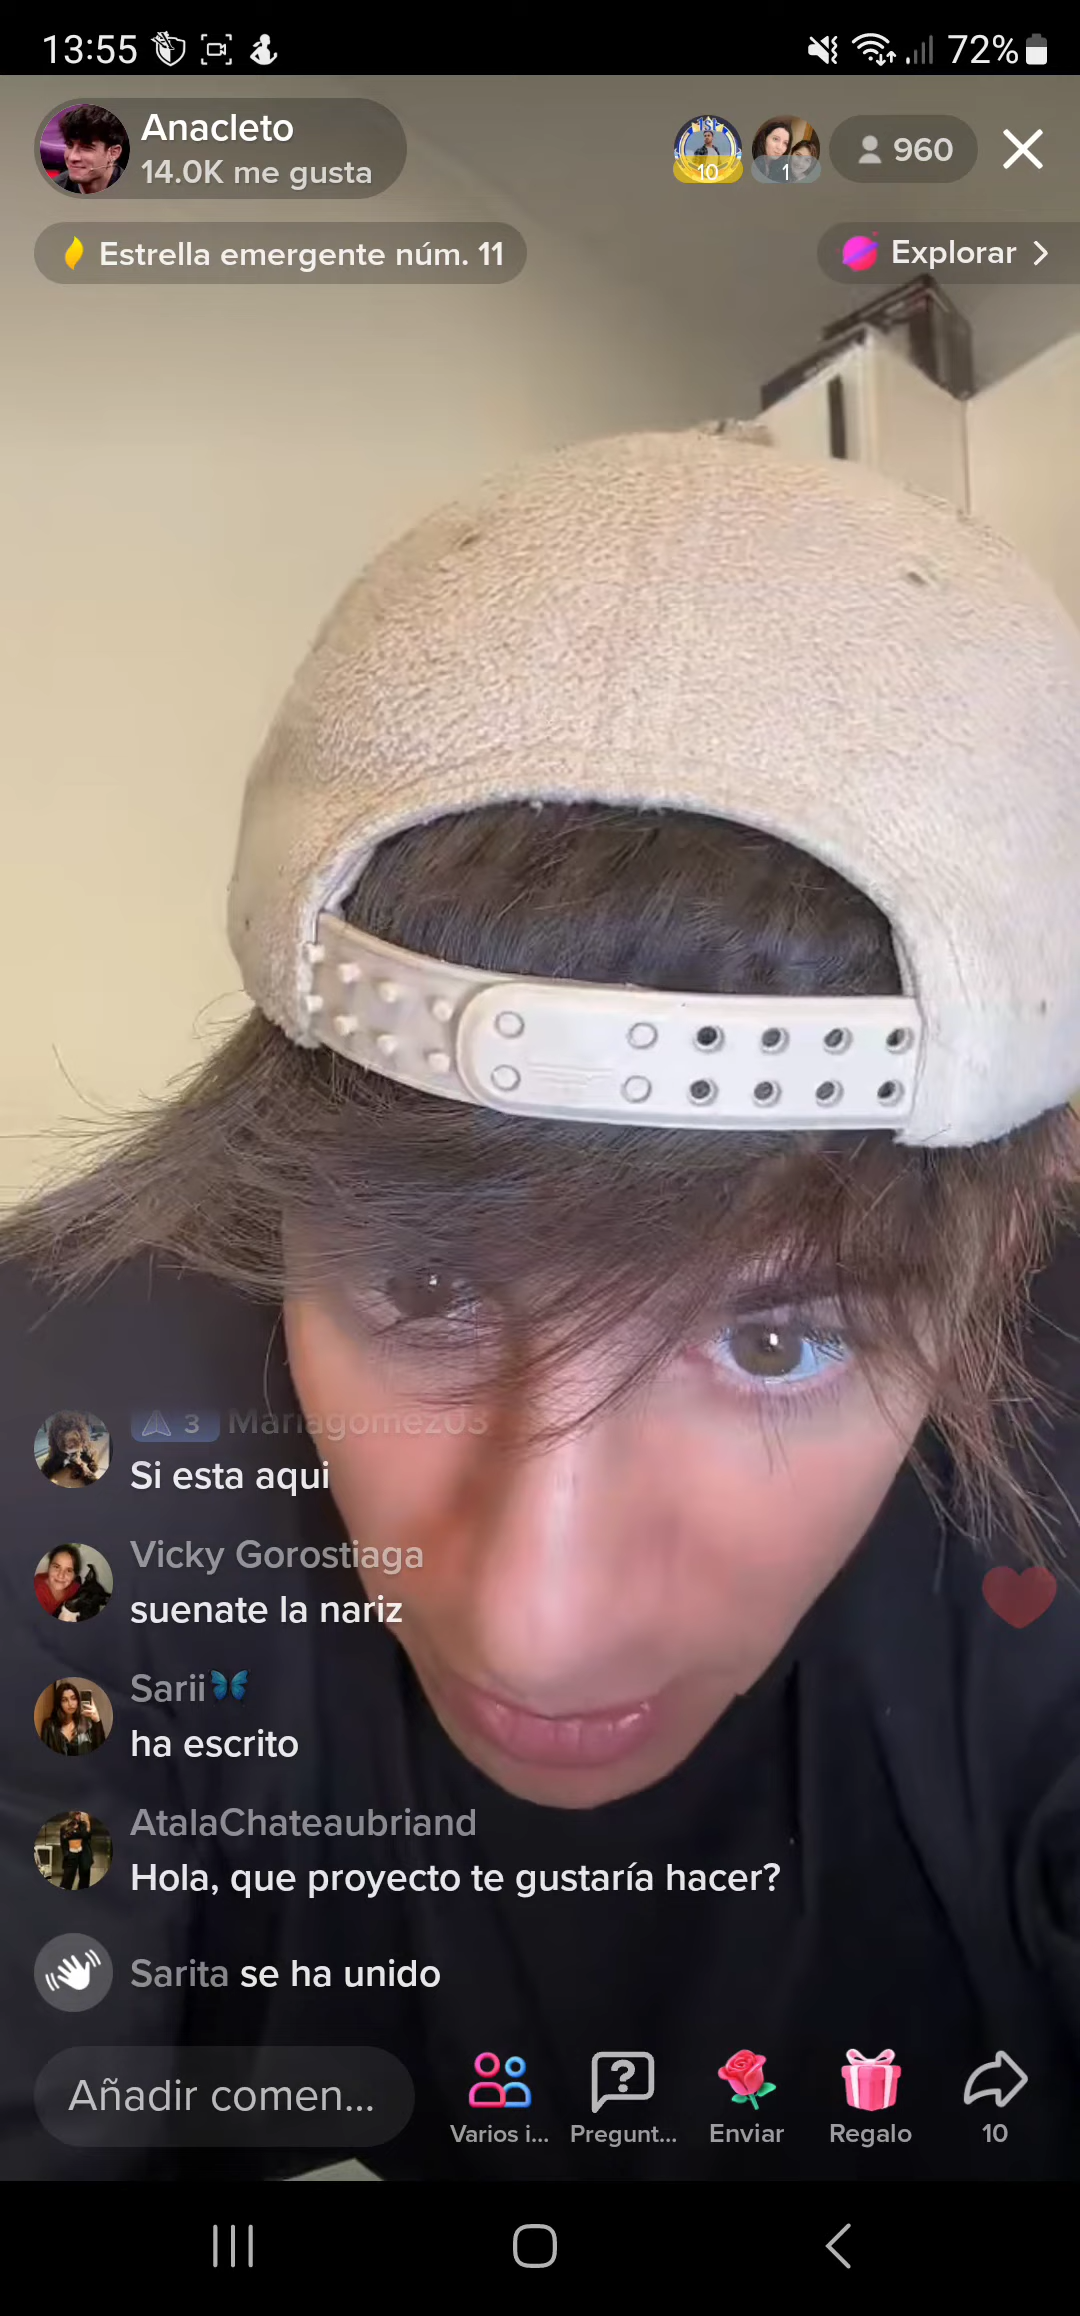 13:55
72%
Anacleto
14.0K me gusta
10
1
960
Estrella emergente núm. 11
Explorar
3 Mariagomez03
Si esta aqui
Vicky Gorostiaga
suenate la nariz
Sarii🦋
ha escrito
AtalaChateaubriand
Hola, que proyecto te gustaría hacer?
Sarita se ha unido
Añadir comen...
Varios i...
Pregunt...
Enviar
Regalo
10